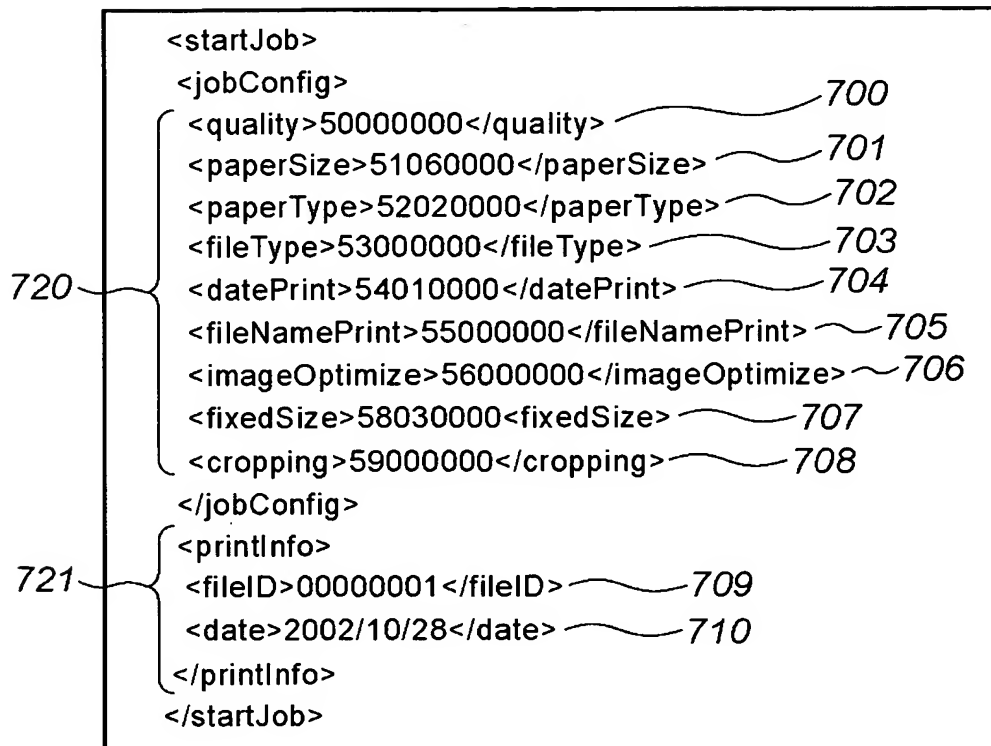 <startJob>
<jobConfig>
<quality>50000000</quality> 700
<paperSize>51060000</paperSize> 701
<paperType>52020000</paperType> 702
<fileType>53000000</fileType> 703
720 <datePrint>54010000</datePrint> 704
<fileNamePrint>55000000</fileNamePrint> 705
<imageOptimize>56000000</imageOptimize> 706
<fixedSize>58030000<fixedSize> 707
<cropping>59000000</cropping> 708
</jobConfig>
<printInfo>
721 <fileID>00000001</fileID> 709
<date>2002/10/28</date> 710
</printInfo>
</startJob>